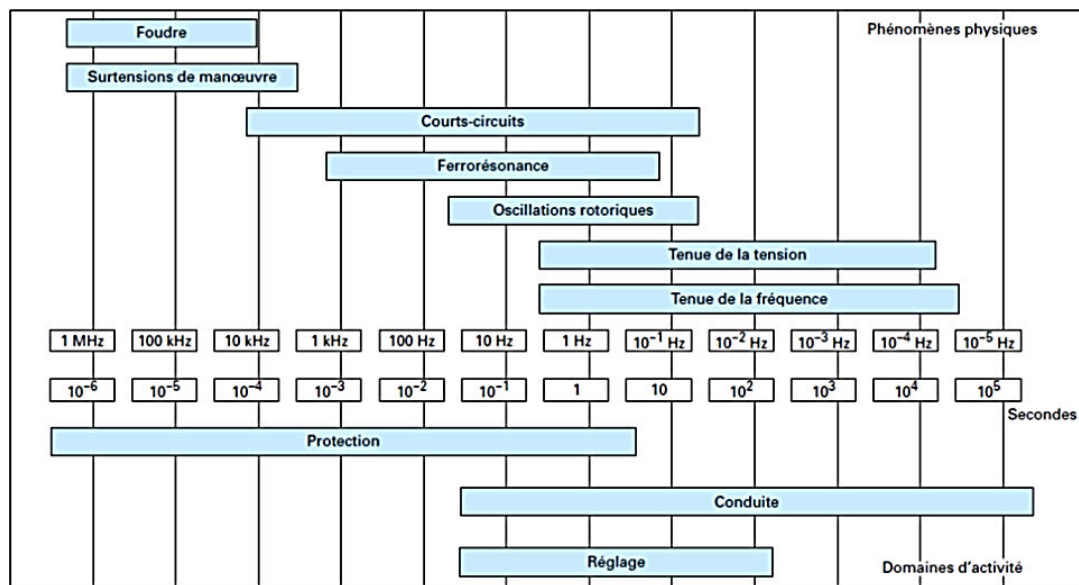 Foudre
Phénomènes physiques
Surtensions de manœuvre
Courts-circuits
Ferrorésonance
Oscillations rotoriques
Tenue de la tension
Tenue de la fréquence
1 MHz 100 kHz 10 kHz 1 kHz 100 Hz 10 Hz 1 Hz 10⁻¹ Hz 10⁻² Hz 10⁻³ Hz 10⁻⁴ Hz 10⁻⁵ Hz
10⁻⁶ 10⁻⁵ 10⁻⁴ 10⁻³ 10⁻² 10⁻¹ 1 10 10² 10³ 10⁴ 10⁵
Secondes
Protection
Conduite
Réglage
Domaines d'activité